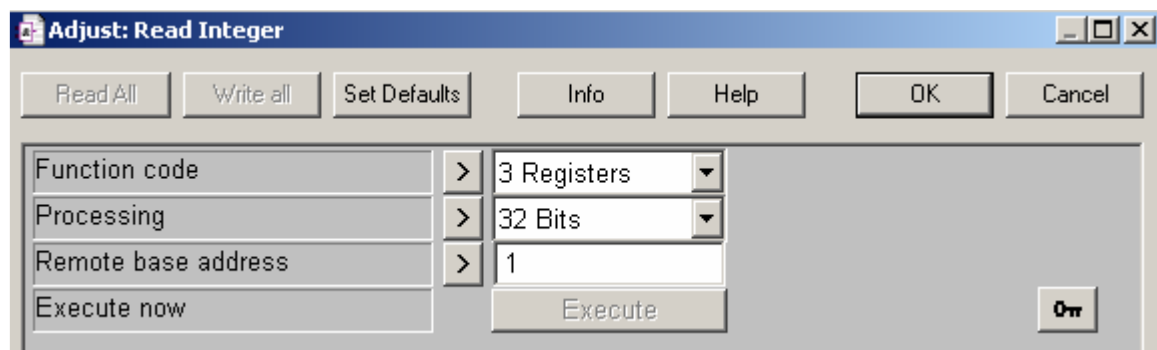 Adjust: Read Integer
Read All Write all Set Defaults Info Help OK Cancel
Function code > 3 Registers
Processing > 32 Bits
Remote base address > 1
Execute now Execute